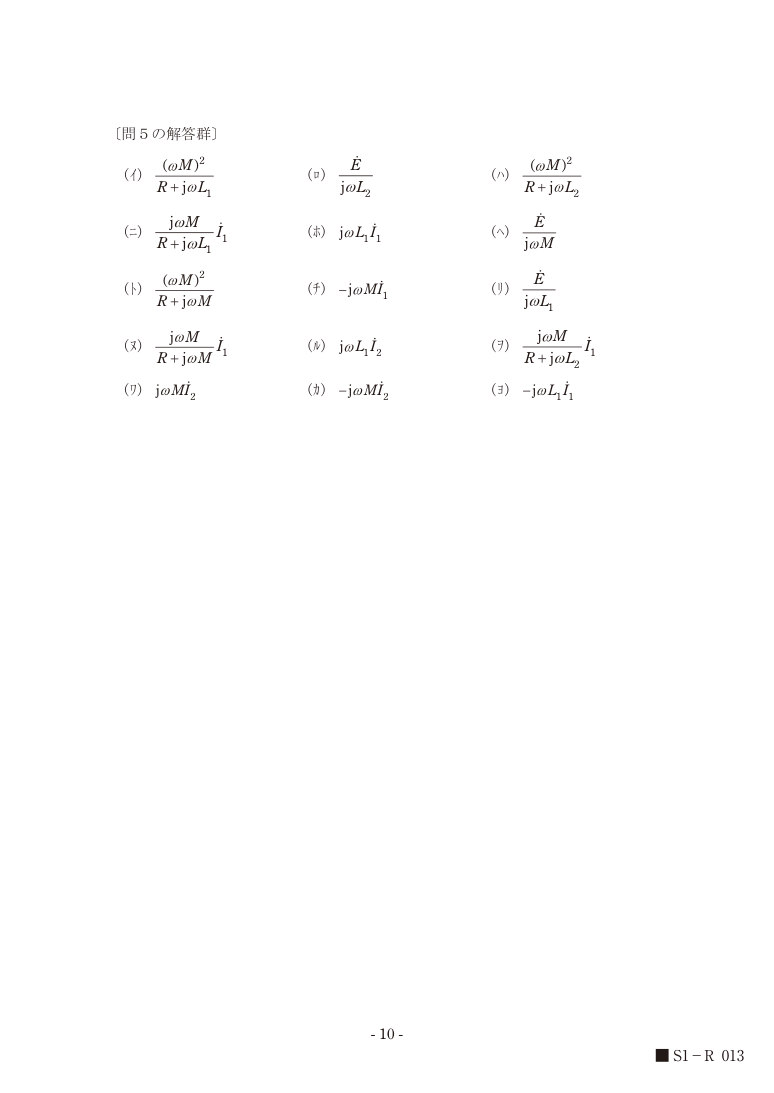 〔問５の解答群〕
(ｲ) (ωM)²/(R+jωL₁) (ﾛ) Ė/(jωL₂) (ﾊ) (ωM)²/(R+jωL₂)
(ﾆ) jωM/(R+jωL₁) İ₁ (ﾎ) jωL₁İ₁ (ﾍ) Ė/(jωM)
(ﾄ) (ωM)²/(R+jωM) (ﾁ) −jωMİ₁ (ﾘ) Ė/(jωL₁)
(ﾇ) jωM/(R+jωM) İ₁ (ﾙ) jωL₁İ₂ (ｦ) jωM/(R+jωL₂) İ₁
(ﾜ) jωMİ₂ (ｶ) −jωMİ₂ (ﾖ) −jωL₁İ₁
- 10 -
■ S1−R 013